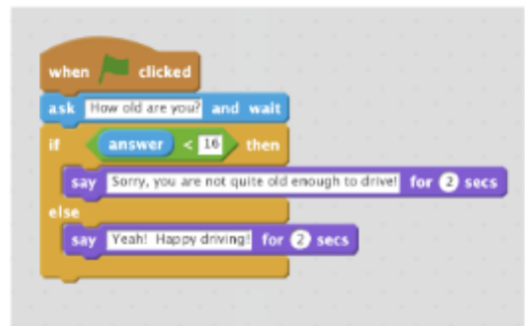 when clicked
ask How old are you? and wait
if answer < 16 then
say Sorry, you are not quite old enough to drive! for 2 secs
else
say Yeah! Happy driving! for 2 secs